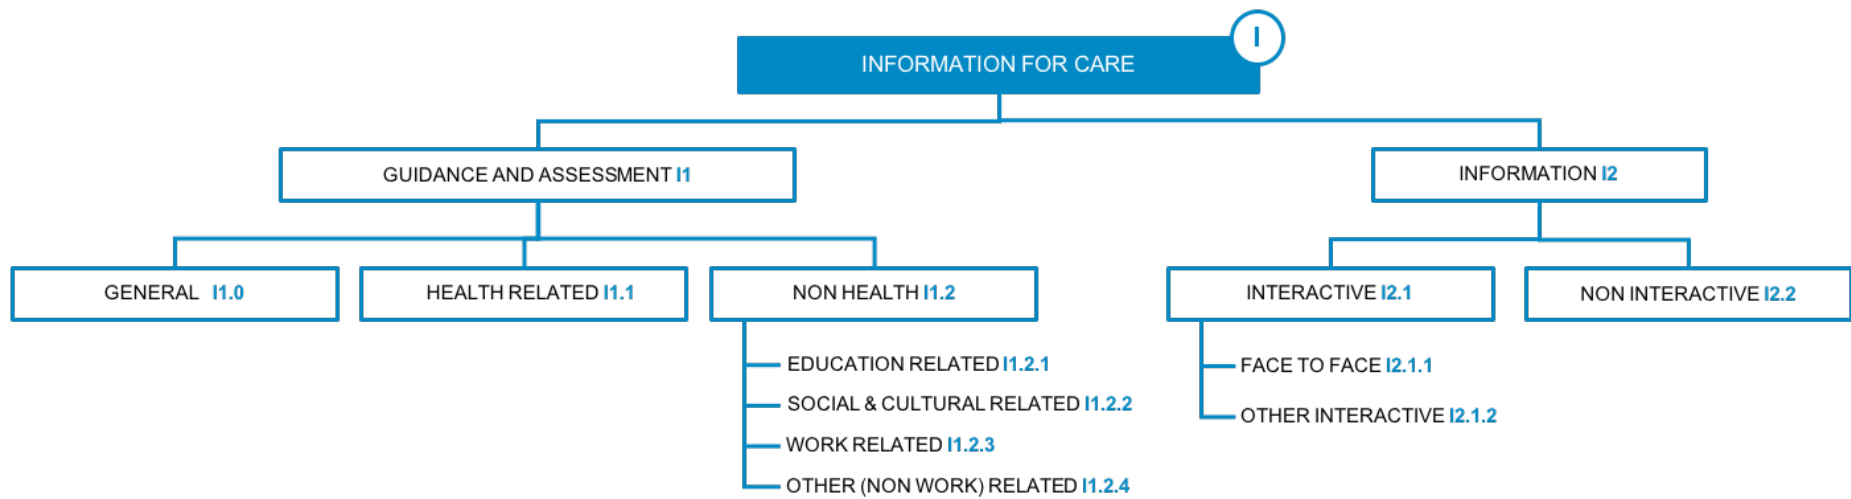 I
INFORMATION FOR CARE
GUIDANCE AND ASSESSMENT I1
INFORMATION I2
GENERAL I1.0
HEALTH RELATED I1.1
NON HEALTH I1.2
INTERACTIVE I2.1
NON INTERACTIVE I2.2
EDUCATION RELATED I1.2.1
SOCIAL & CULTURAL RELATED I1.2.2
WORK RELATED I1.2.3
OTHER (NON WORK) RELATED I1.2.4
FACE TO FACE I2.1.1
OTHER INTERACTIVE I2.1.2